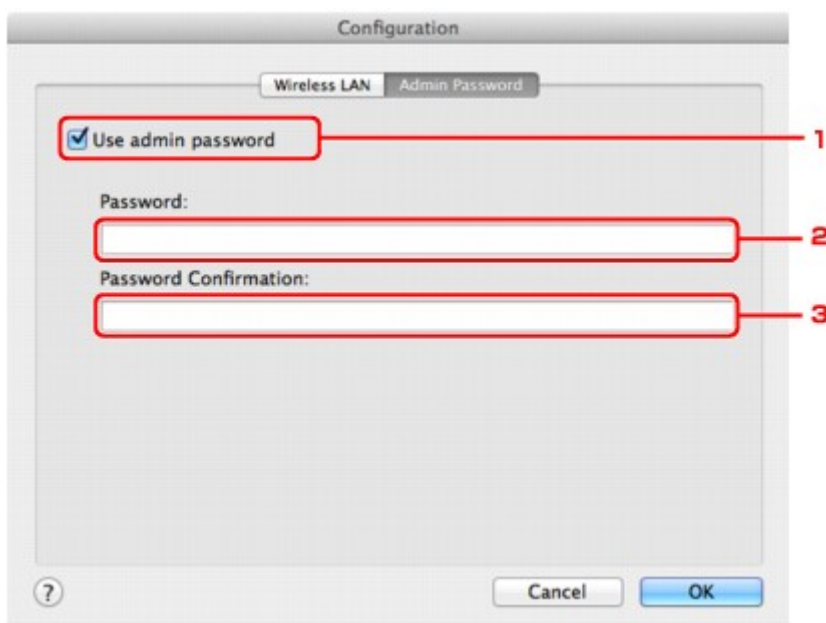 Configuration
Wireless LAN Admin Password
Use admin password 1
Password:
2
Password Confirmation:
3
? Cancel OK